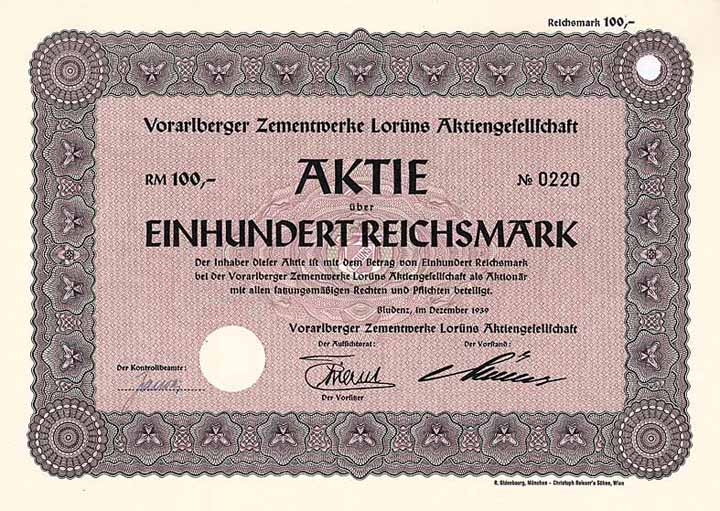 Reichsmark 100,-
Vorarlberger Zementwerke Lorüns Aktiengesellschaft
RM 100,- AKTIE № 0220
über
EINHUNDERT REICHSMARK
Der Inhaber dieser Aktie ist mit dem Betrag von Einhundert Reichsmark
bei der Vorarlberger Zementwerke Lorüns Aktiengesellschaft als Aktionär
mit allen satzungsmäßigen Rechten und Pflichten beteiligt.
Bludenz, im Dezember 1939
Vorarlberger Zementwerke Lorüns Aktiengesellschaft
Der Aufsichtsrat: Der Vorstand:
Der Kontrollbeamte:
Der Vorsitzer
R. Oldenbourg, München - Christoph Reisser's Söhne, Wien